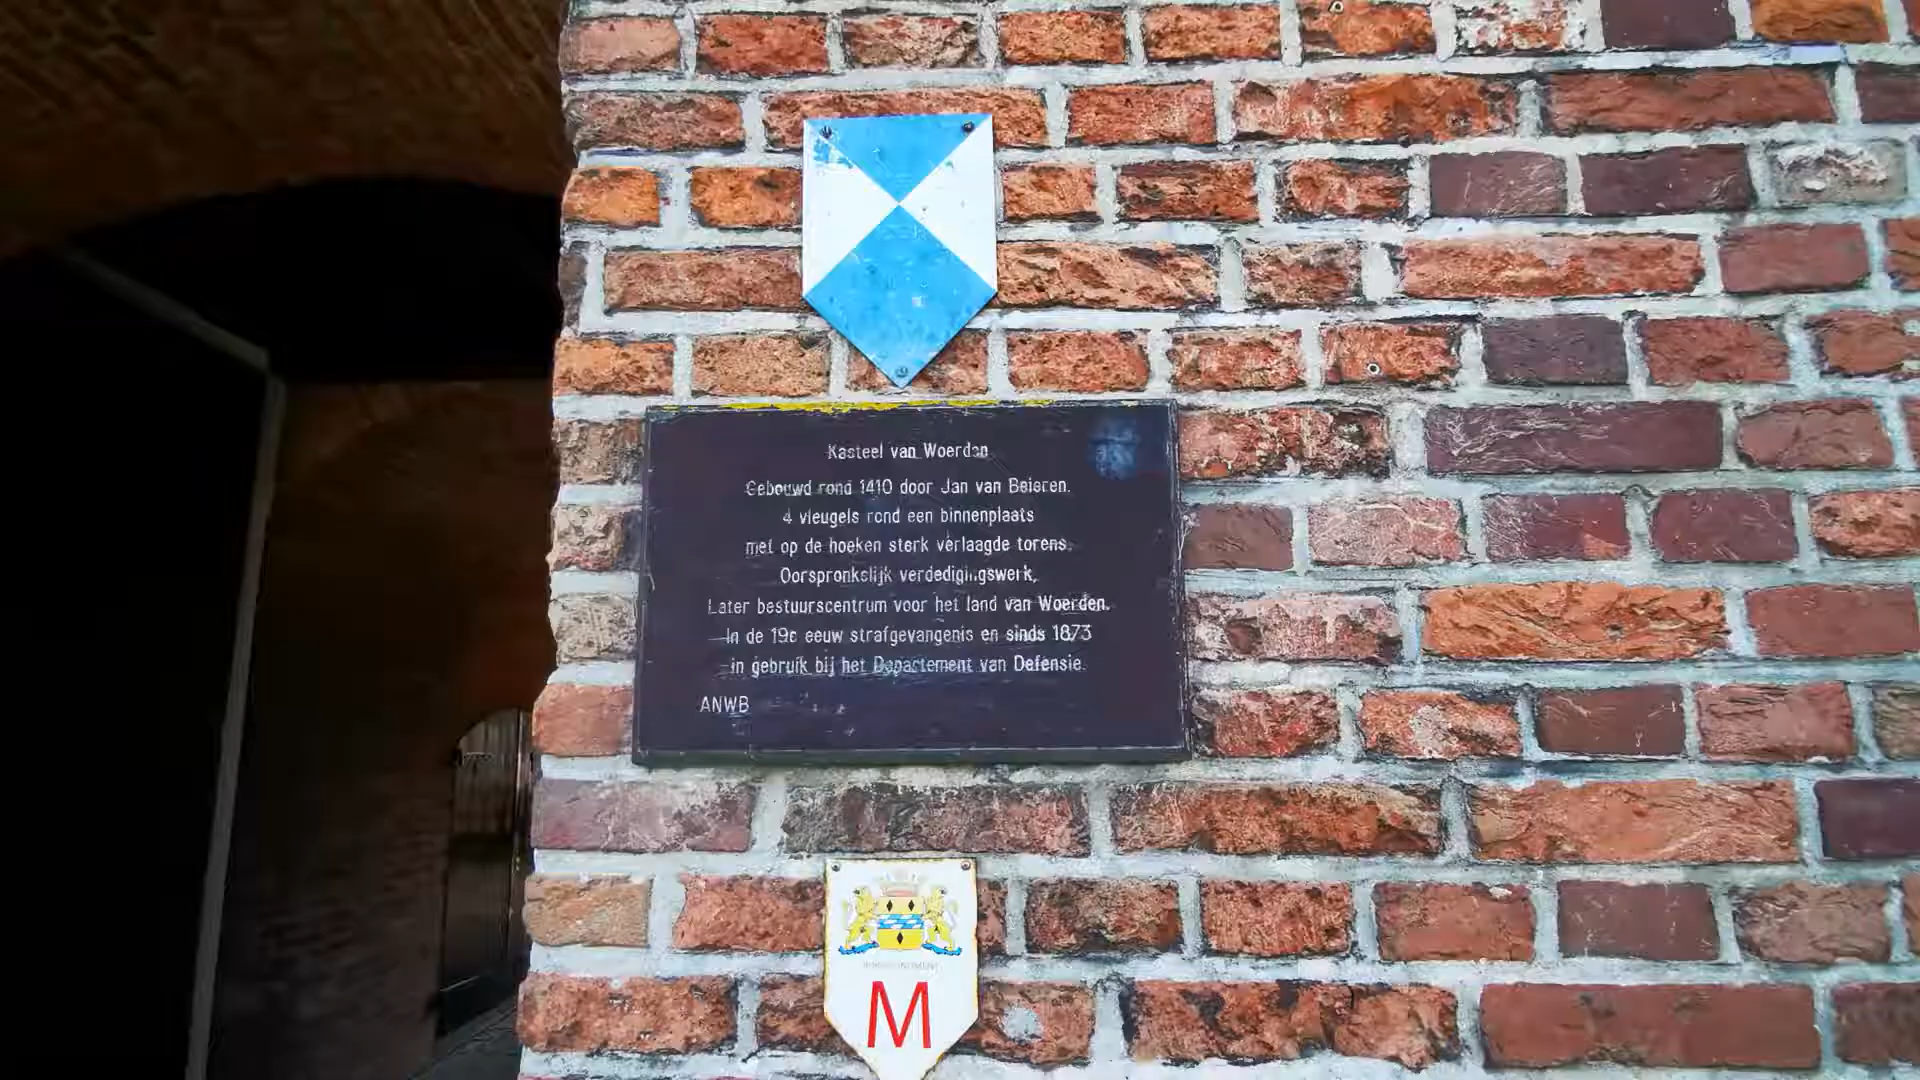 Kasteel van Woerden
Gebouwd rond 1410 door Jan van Beieren.
4 vleugels rond een binnenplaats
met op de hoeken sterk verlaagde torens.
Oorspronkelijk verdedigingswerk,
Later bestuurscentrum voor het land van Woerden.
In de 19e eeuw strafgevangenis en sinds 1873
in gebruik bij het Departement van Defensie.
ANWB
M